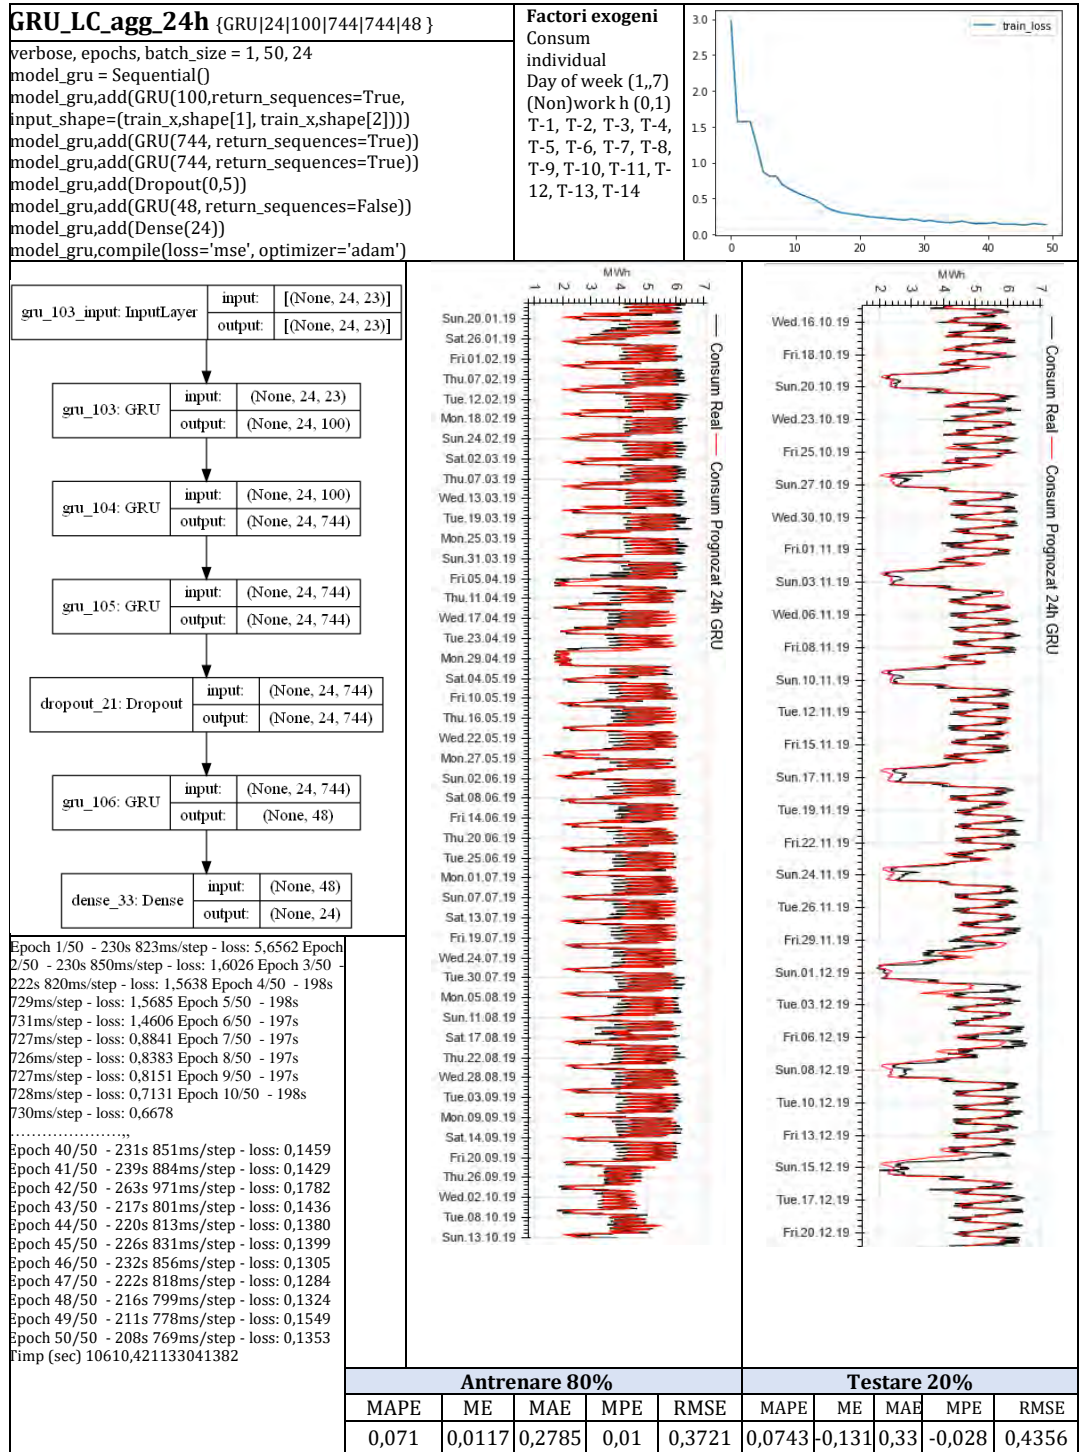 GRU_LC_agg_24h {GRU|24|100|744|744|48 }
verbose, epochs, batch_size = 1, 50, 24
model_gru = Sequential()
model_gru,add(GRU(100,return_sequences=True,
input_shape=(train_x,shape[1], train_x,shape[2])))
model_gru,add(GRU(744, return_sequences=True))
model_gru,add(GRU(744, return_sequences=True))
model_gru,add(Dropout(0,5))
model_gru,add(GRU(48, return_sequences=False))
model_gru,add(Dense(24))
model_gru,compile(loss='mse', optimizer='adam')
Factori exogeni
Consum
individual
Day of week (1,,7)
(Non)work h (0,1)
T-1, T-2, T-3, T-4,
T-5, T-6, T-7, T-8,
T-9, T-10, T-11, T-
12, T-13, T-14
train_loss
3.0
2.5
2.0
1.5
1.0
0.5
0.0
0 10 20 30 40 50
gru_103_input: InputLayer input: [(None, 24, 23)]
output: [(None, 24, 23)]
gru_103: GRU input: (None, 24, 23)
output: (None, 24, 100)
gru_104: GRU input: (None, 24, 100)
output: (None, 24, 744)
gru_105: GRU input: (None, 24, 744)
output: (None, 24, 744)
dropout_21: Dropout input: (None, 24, 744)
output: (None, 24, 744)
gru_106: GRU input: (None, 24, 744)
output: (None, 48)
dense_33: Dense input: (None, 48)
output: (None, 24)
Epoch 1/50 - 230s 823ms/step - loss: 5,6562 Epoch
2/50 - 230s 850ms/step - loss: 1,6026 Epoch 3/50 -
222s 820ms/step - loss: 1,5638 Epoch 4/50 - 198s
729ms/step - loss: 1,5685 Epoch 5/50 - 198s
731ms/step - loss: 1,4606 Epoch 6/50 - 197s
727ms/step - loss: 0,8841 Epoch 7/50 - 197s
726ms/step - loss: 0,8383 Epoch 8/50 - 197s
727ms/step - loss: 0,8151 Epoch 9/50 - 197s
728ms/step - loss: 0,7131 Epoch 10/50 - 198s
730ms/step - loss: 0,6678
…………………,,
Epoch 40/50 - 231s 851ms/step - loss: 0,1459
Epoch 41/50 - 239s 884ms/step - loss: 0,1429
Epoch 42/50 - 263s 971ms/step - loss: 0,1782
Epoch 43/50 - 217s 801ms/step - loss: 0,1436
Epoch 44/50 - 220s 813ms/step - loss: 0,1380
Epoch 45/50 - 226s 831ms/step - loss: 0,1399
Epoch 46/50 - 232s 856ms/step - loss: 0,1305
Epoch 47/50 - 222s 818ms/step - loss: 0,1284
Epoch 48/50 - 216s 799ms/step - loss: 0,1324
Epoch 49/50 - 211s 778ms/step - loss: 0,1549
Epoch 50/50 - 208s 769ms/step - loss: 0,1353
Timp (sec) 10610,421133041382
MWh
1 2 3 4 5 6 7
Sun.20.01.19
Sat.26.01.19
Fri.01.02.19
Thu.07.02.19
Tue.12.02.19
Mon.18.02.19
Sun.24.02.19
Sat.02.03.19
Thu.07.03.19
Wed.13.03.19
Tue.19.03.19
Mon.25.03.19
Sun.31.03.19
Fri.05.04.19
Thu.11.04.19
Wed.17.04.19
Tue.23.04.19
Mon.29.04.19
Sat.04.05.19
Fri.10.05.19
Thu.16.05.19
Wed.22.05.19
Mon.27.05.19
Sun.02.06.19
Sat.08.06.19
Fri.14.06.19
Thu.20.06.19
Tue.25.06.19
Mon.01.07.19
Sun.07.07.19
Sat.13.07.19
Fri.19.07.19
Wed.24.07.19
Tue.30.07.19
Mon.05.08.19
Sun.11.08.19
Sat.17.08.19
Thu.22.08.19
Wed.28.08.19
Tue.03.09.19
Mon.09.09.19
Sat.14.09.19
Fri.20.09.19
Thu.26.09.19
Wed.02.10.19
Tue.08.10.19
Sun.13.10.19
Consum Real Consum Prognozat 24h GRU
MWh
2 3 4 5 6 7
Wed.16.10.19
Fri.18.10.19
Sun.20.10.19
Wed.23.10.19
Fri.25.10.19
Sun.27.10.19
Wed.30.10.19
Fri.01.11.19
Sun.03.11.19
Wed.06.11.19
Fri.08.11.19
Sun.10.11.19
Tue.12.11.19
Fri.15.11.19
Sun.17.11.19
Tue.19.11.19
Fri.22.11.19
Sun.24.11.19
Tue.26.11.19
Fri.29.11.19
Sun.01.12.19
Tue.03.12.19
Fri.06.12.19
Sun.08.12.19
Tue.10.12.19
Fri.13.12.19
Sun.15.12.19
Tue.17.12.19
Fri.20.12.19
Consum Real Consum Prognozat 24h GRU
Antrenare 80% Testare 20%
MAPE ME MAE MPE RMSE MAPE ME MAE MPE RMSE
0,071 0,0117 0,2785 0,01 0,3721 0,0743 -0,131 0,33 -0,028 0,4356